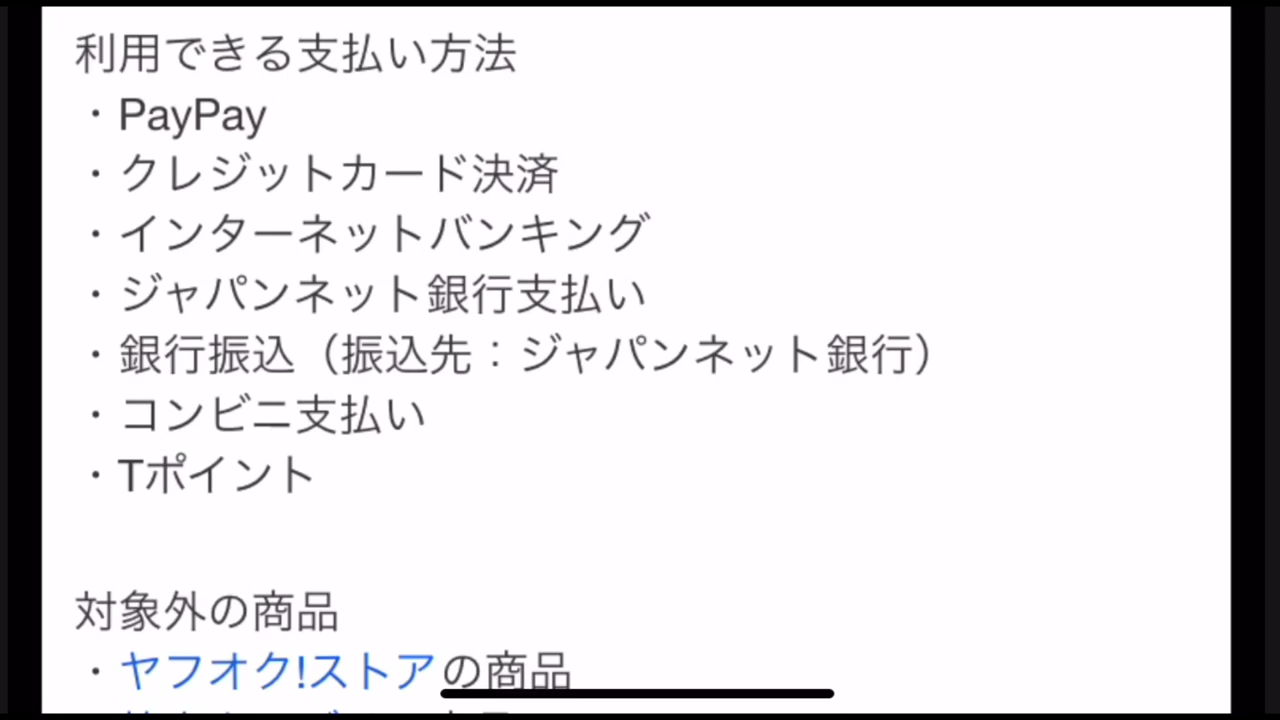 利用できる支払い方法
・PayPay
・クレジットカード決済
・インターネットバンキング
・ジャパンネット銀行支払い
・銀行振込（振込先：ジャパンネット銀行）
・コンビニ支払い
・Tポイント
対象外の商品
・ヤフオク!ストアの商品